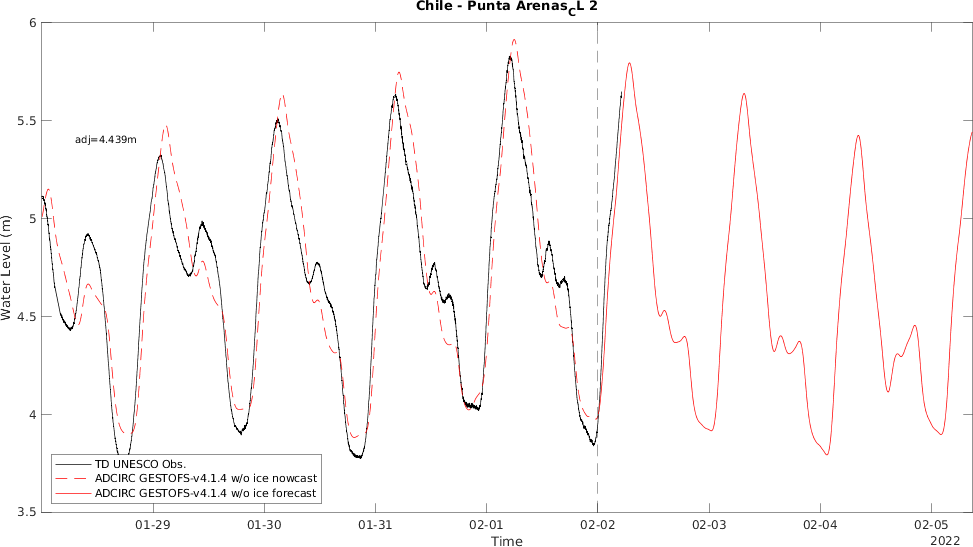 Chile - Punta Arenas_CL 2
6
5.5
5
4.5
4
3.5
Water Level (m)
adj=4.439m
TD UNESCO Obs.
ADCIRC GESTOFS-v4.1.4 w/o ice nowcast
ADCIRC GESTOFS-v4.1.4 w/o ice forecast
01-29 01-30 01-31 02-01 02-02 02-03 02-04 02-05
Time
2022